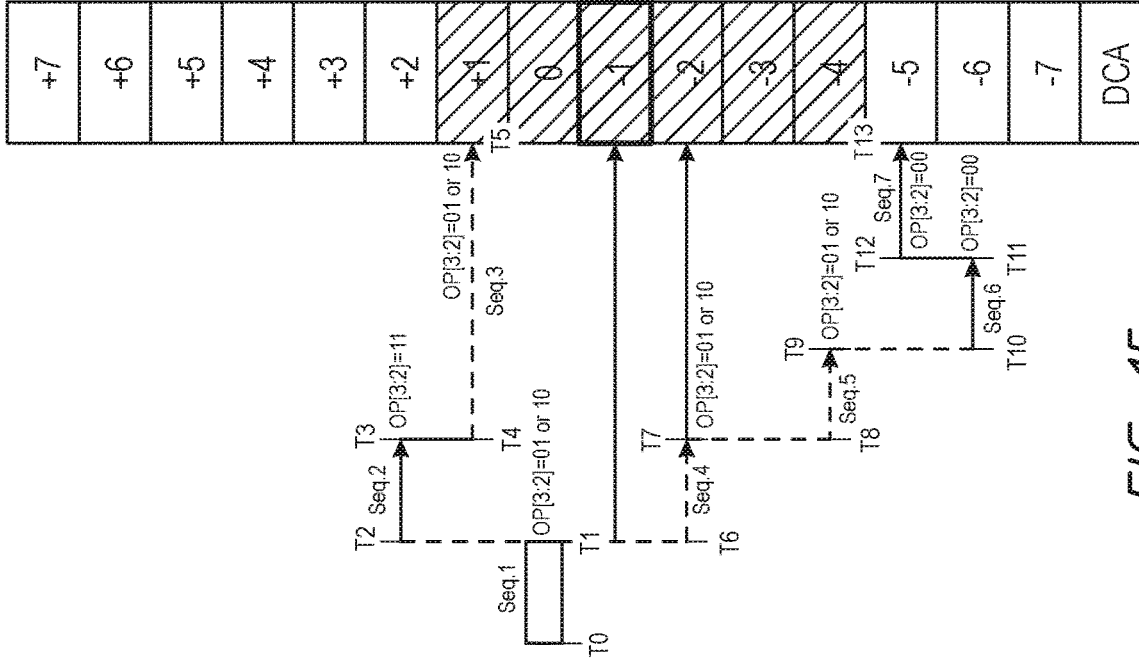 +7
+6
+5
+4
+3
+2
+1
0
-1
-2
-3
-4
-5
-6
-7
DCA
T0
Seq.1
OP[3:2]=01 or 10
T1
T2
Seq.2
T3
OP[3:2]=11
T4
OP[3:2]=01 or 10
Seq.3
T5
T6
Seq.4
T7
OP[3:2]=01 or 10
T8
Seq.5
T9
OP[3:2]=01 or 10
T10
Seq.6
T11
OP[3:2]=00
T12
OP[3:2]=00
Seq.7
T13